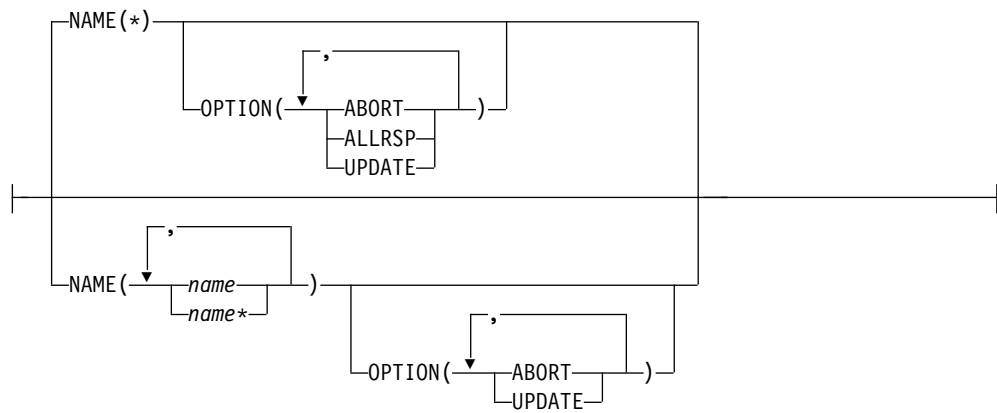 NAME(*)
,
OPTION( ABORT )
ALLRSP
UPDATE
,
NAME( name )
name*
,
OPTION( ABORT )
UPDATE